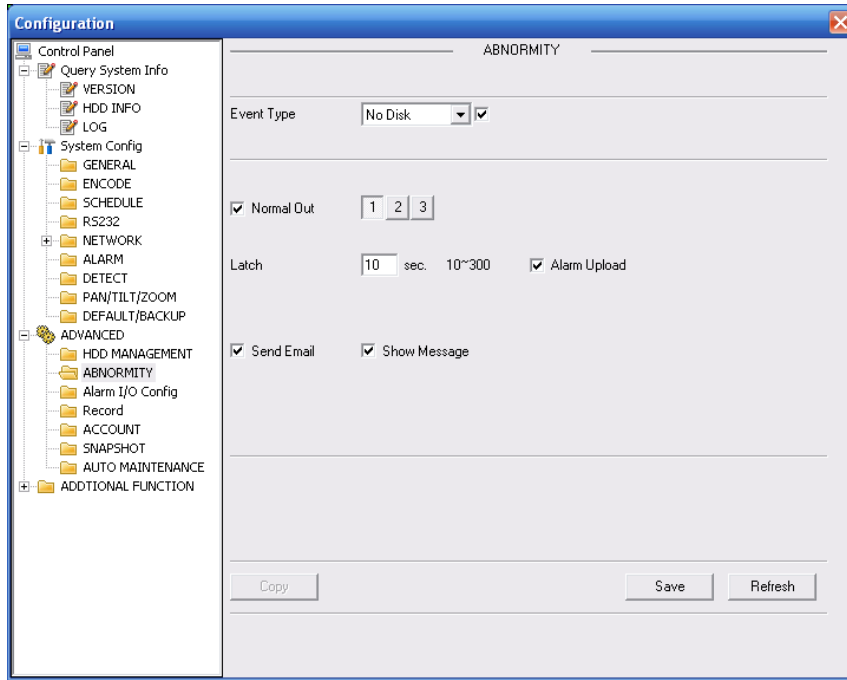 Configuration
Control Panel
Query System Info
VERSION
HDD INFO
LOG
System Config
GENERAL
ENCODE
SCHEDULE
RS232
NETWORK
ALARM
DETECT
PAN/TILT/ZOOM
DEFAULT/BACKUP
ADVANCED
HDD MANAGEMENT
ABNORMITY
Alarm I/O Config
Record
ACCOUNT
SNAPSHOT
AUTO MAINTENANCE
ADDTIONAL FUNCTION
ABNORMITY
Event Type No Disk
Normal Out 1 2 3
Latch 10 sec. 10~300 Alarm Upload
Send Email Show Message
Copy Save Refresh